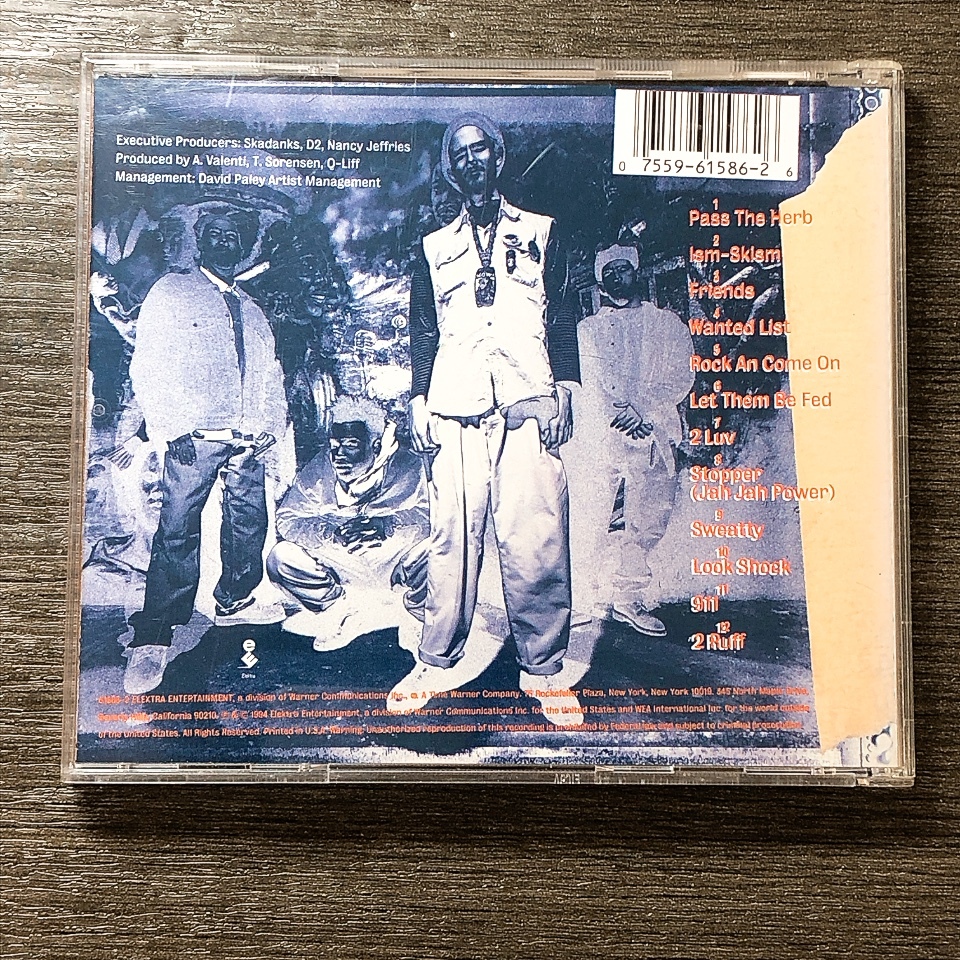 Executive Producers: Skadanks, D2, Nancy Jeffries
Produced by A. Valenti, T. Sorensen, Q-Liff
Management: David Paley Artist Management
0 7559-61586-2 6
1
Pass The Herb
2
Ism-Skism
3
Friends
4
Wanted List
5
Rock An Come On
6
Let Them Be Fed
7
2 Luv
8
Stopper
(Jah Jah Power)
9
Sweatty
10
Look Shock
11
911
12
2 Ruff
Elektra
ELEKTRA ENTERTAINMENT, a division of Warner Communications Inc., A Time Warner Company. 75 Rockefeller Plaza, New York, New York 10019. 345 North Maple Drive,
California 90210. ℗ & © 1994 Elektra Entertainment, a division of Warner Communications Inc. for the United States and WEA International Inc. for the world outside
of the United States. All Rights Reserved. Printed in U.S.A. Warning: Unauthorized reproduction of this recording is prohibited by Federal law and subject to criminal prosecution.